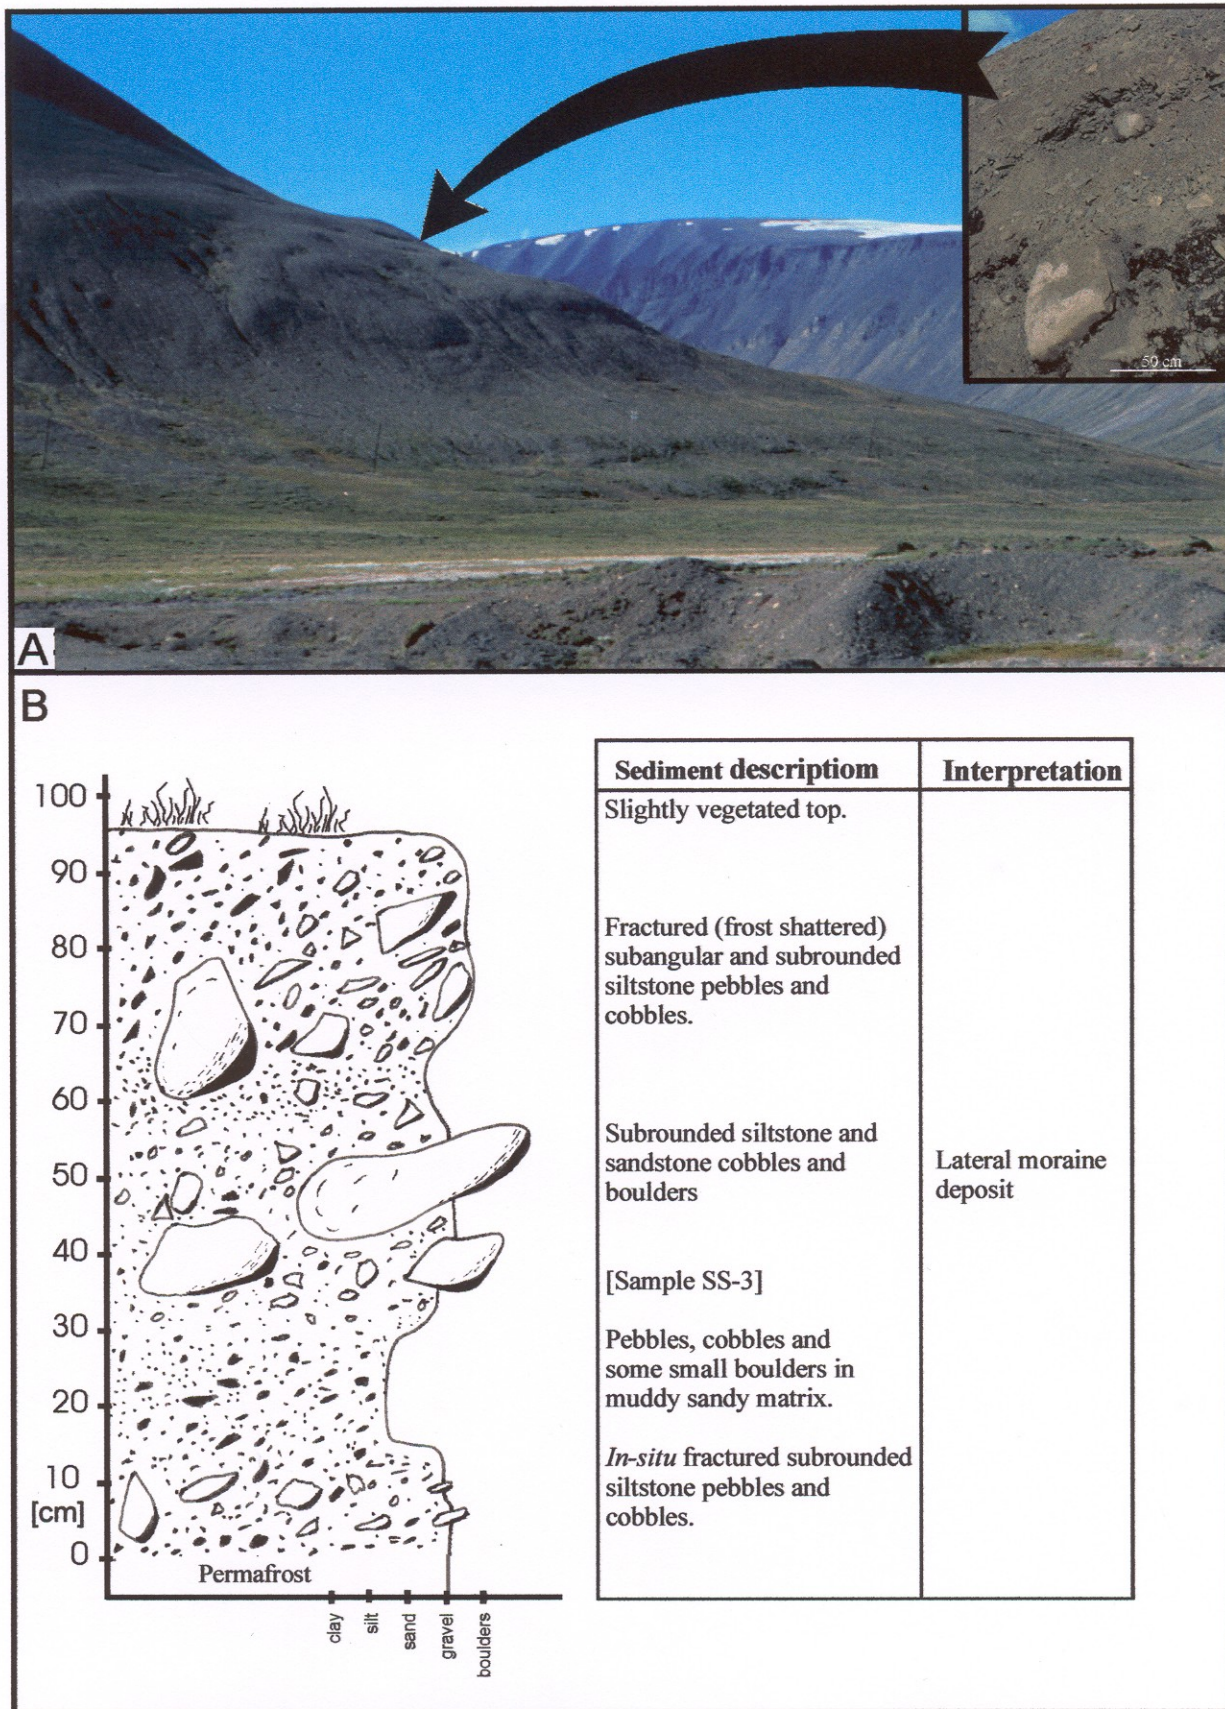 50 cm
A
B
Sediment descriptiom
Interpretation
Slightly vegetated top.
Fractured (frost shattered)
subangular and subrounded
siltstone pebbles and
cobbles.
Subrounded siltstone and
sandstone cobbles and
boulders
Lateral moraine
deposit
[Sample SS-3]
Pebbles, cobbles and
some small boulders in
muddy sandy matrix.
In-situ fractured subrounded
siltstone pebbles and
cobbles.
100
90
80
70
60
50
40
30
20
10
[cm]
0
Permafrost
clay
silt
sand
gravel
boulders